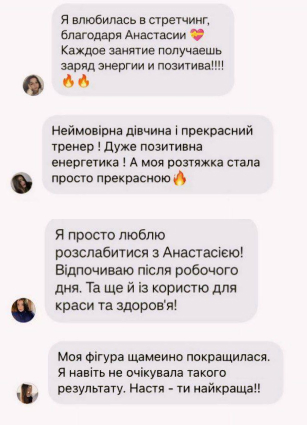 Я влюбилась в стретчинг,
благодаря Анастасии 💝
Каждое занятие получаешь
заряд энергии и позитива!!!!
🔥🔥
Неймовірна дівчина і прекрасний
тренер ! Дуже позитивна
енергетика ! А моя розтяжка стала
просто прекрасною🔥
Я просто люблю
розслабитися з Анастасією!
Відпочиваю після робочого
дня. Та ще й із користю для
краси та здоров'я!
Моя фігура щамеино покращилася.
Я навіть не очікувала такого
результату. Настя - ти найкраща!!